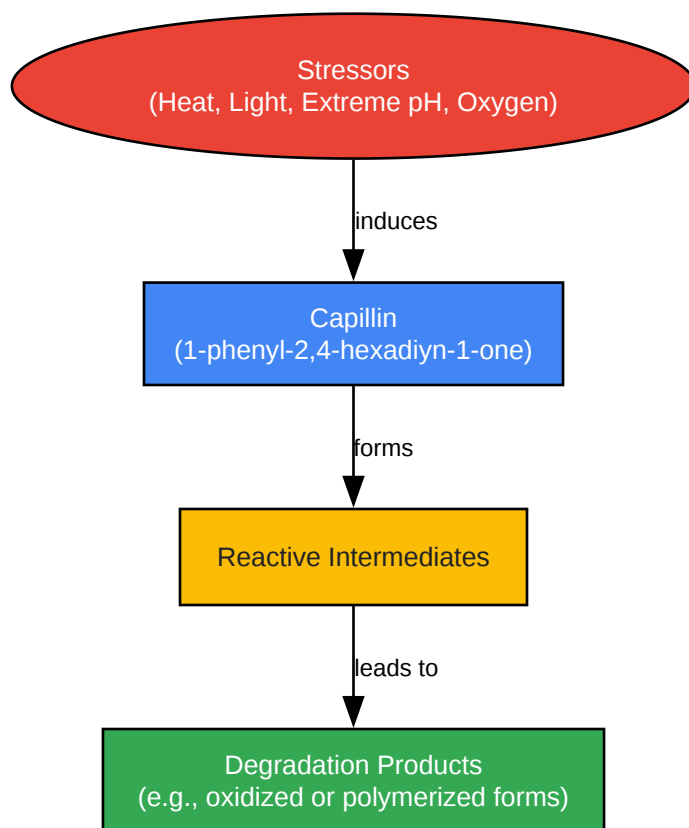 Stressors
(Heat, Light, Extreme pH, Oxygen)
induces
Capillin
(1-phenyl-2,4-hexadiyn-1-one)
forms
Reactive Intermediates
leads to
Degradation Products
(e.g., oxidized or polymerized forms)